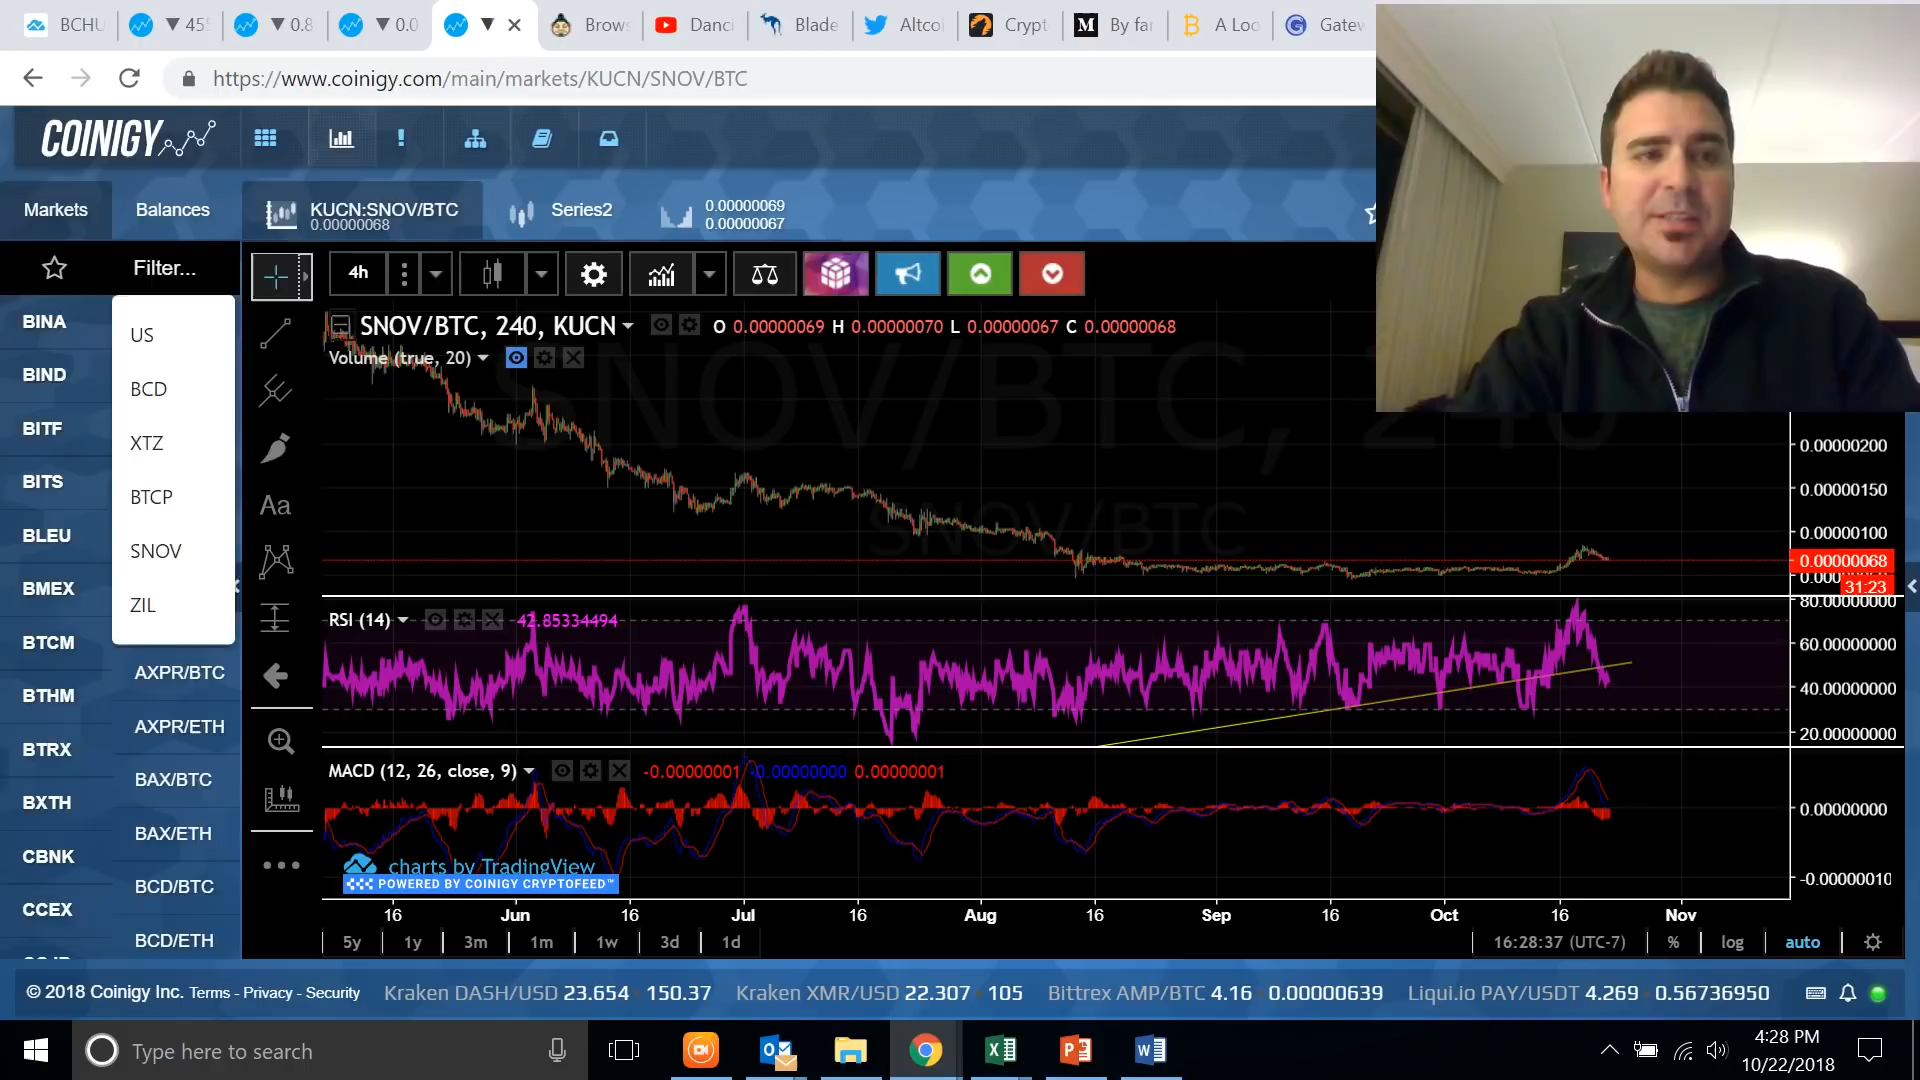 BCHU ▼ 45 ▼ 0.8 ▼ 0.0 ▼ Brows Danci Blade Altcoi Crypt By far A Loo Gatew
https://www.coinigy.com/main/markets/KUCN/SNOV/BTC
COINIGY
Markets Balances KUCN:SNOV/BTC 0.00000068 Series2 0.00000069 0.00000067
Filter...
4h
BINA
BIND
BITF
BITS
BLEU
BMEX
BTCM
BTHM
BTRX
BXTH
CBNK
CCEX
US
BCD
XTZ
BTCP
SNOV
ZIL
AXPR/BTC
AXPR/ETH
BAX/BTC
BAX/ETH
BCD/BTC
BCD/ETH
Aa
SNOV/BTC, 240, KUCN O 0.00000069 H 0.00000070 L 0.00000067 C 0.00000068
Volume (true, 20)
SNOV/BTC, 240
SNOV/BTC
0.00000200
0.00000150
0.00000100
0.00000068
31:23
RSI (14) 42.85334494
80.00000000
60.00000000
40.00000000
20.00000000
MACD (12, 26, close, 9) -0.00000001 -0.00000000 0.00000001
0.00000000
-0.00000010
charts by TradingView
POWERED BY COINIGY CRYPTOFEED™
16 Jun 16 Jul 16 Aug 16 Sep 16 Oct 16 Nov
5y 1y 3m 1m 1w 3d 1d 16:28:37 (UTC-7) % log auto
© 2018 Coinigy Inc. Terms - Privacy - Security Kraken DASH/USD 23.654 150.37 Kraken XMR/USD 22.307 105 Bittrex AMP/BTC 4.16 0.00000639 Liqui.io PAY/USDT 4.269 0.56736950
Type here to search
4:28 PM
10/22/2018